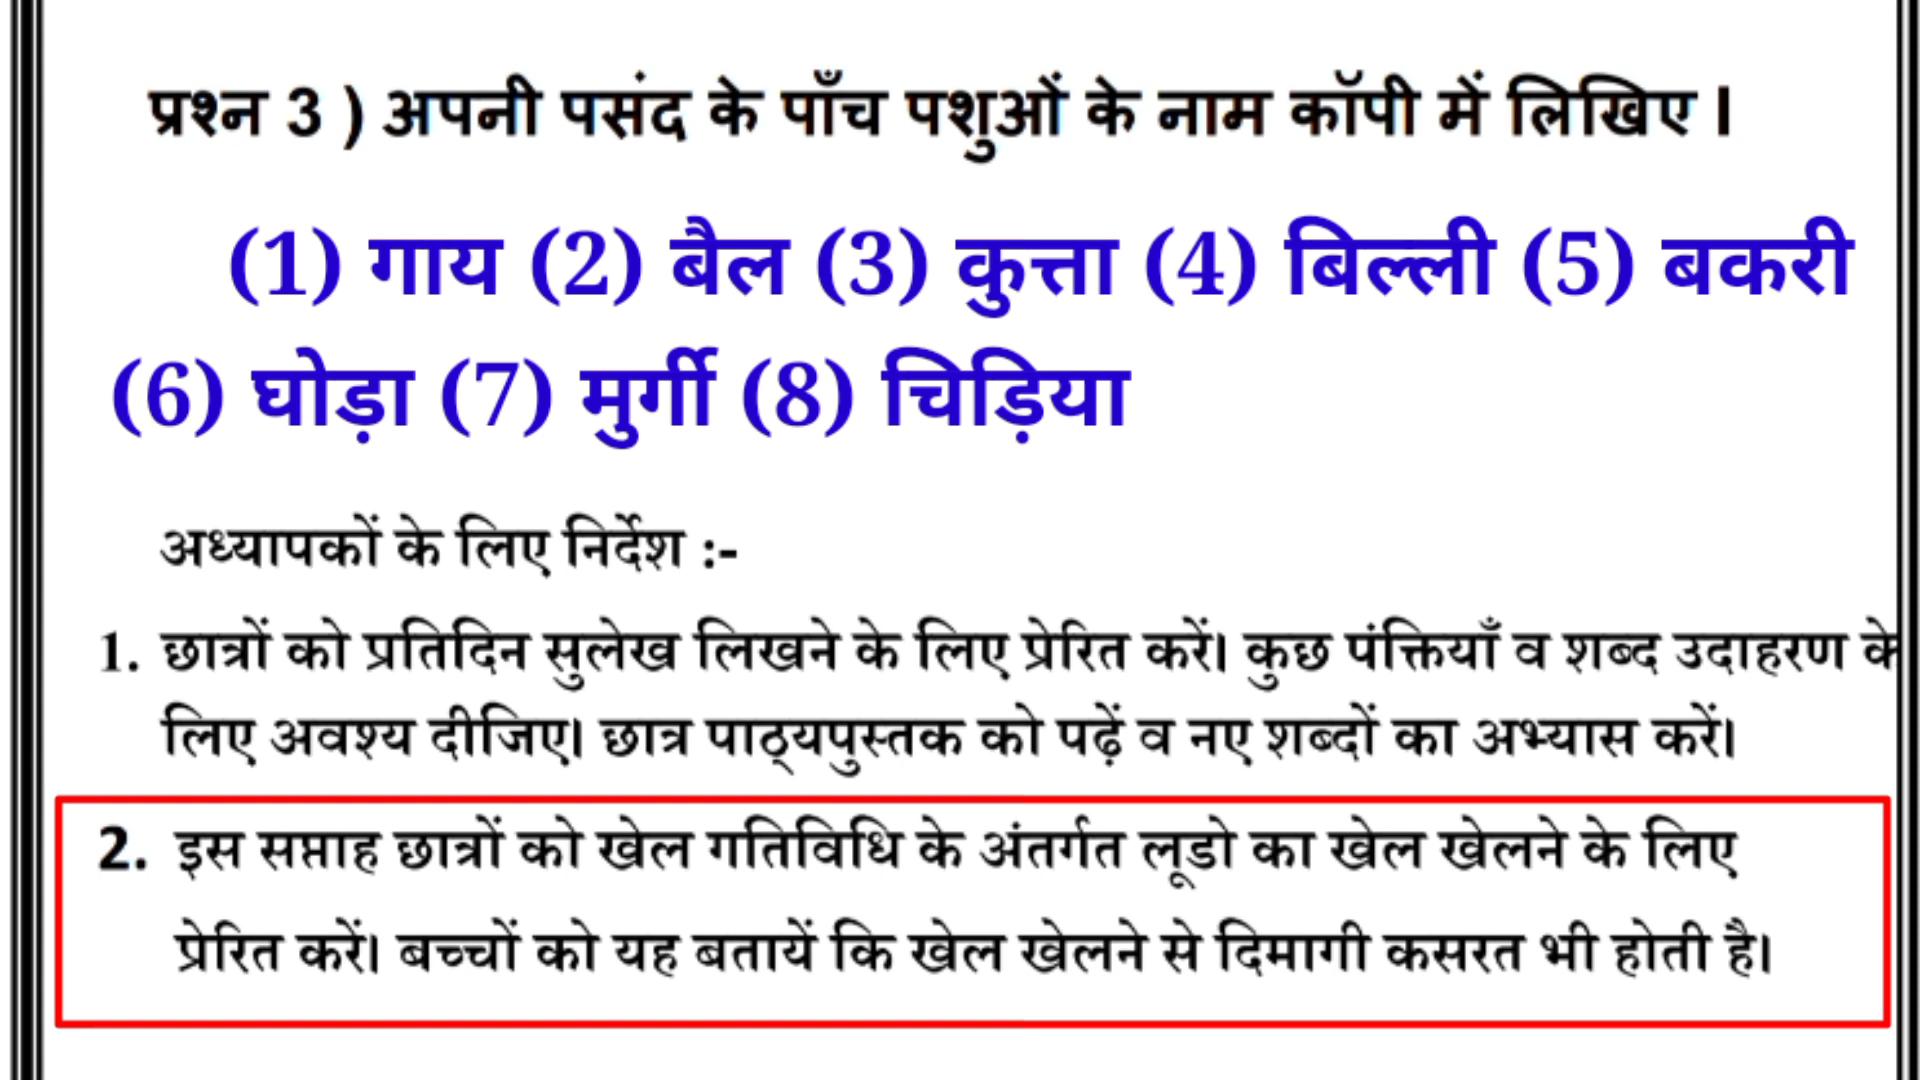 प्रश्न 3 ) अपनी पसंद के पाँच पशुओं के नाम कॉपी में लिखिए ।
(1) गाय (2) बैल (3) कुत्ता (4) बिल्ली (5) बकरी
(6) घोड़ा (7) मुर्गी (8) चिड़िया
अध्यापकों के लिए निर्देश :-
1. छात्रों को प्रतिदिन सुलेख लिखने के लिए प्रेरित करें। कुछ पंक्तियाँ व शब्द उदाहरण के
लिए अवश्य दीजिए। छात्र पाठ्यपुस्तक को पढ़ें व नए शब्दों का अभ्यास करें।
2. इस सप्ताह छात्रों को खेल गतिविधि के अंतर्गत लूडो का खेल खेलने के लिए
प्रेरित करें। बच्चों को यह बतायें कि खेल खेलने से दिमागी कसरत भी होती है।